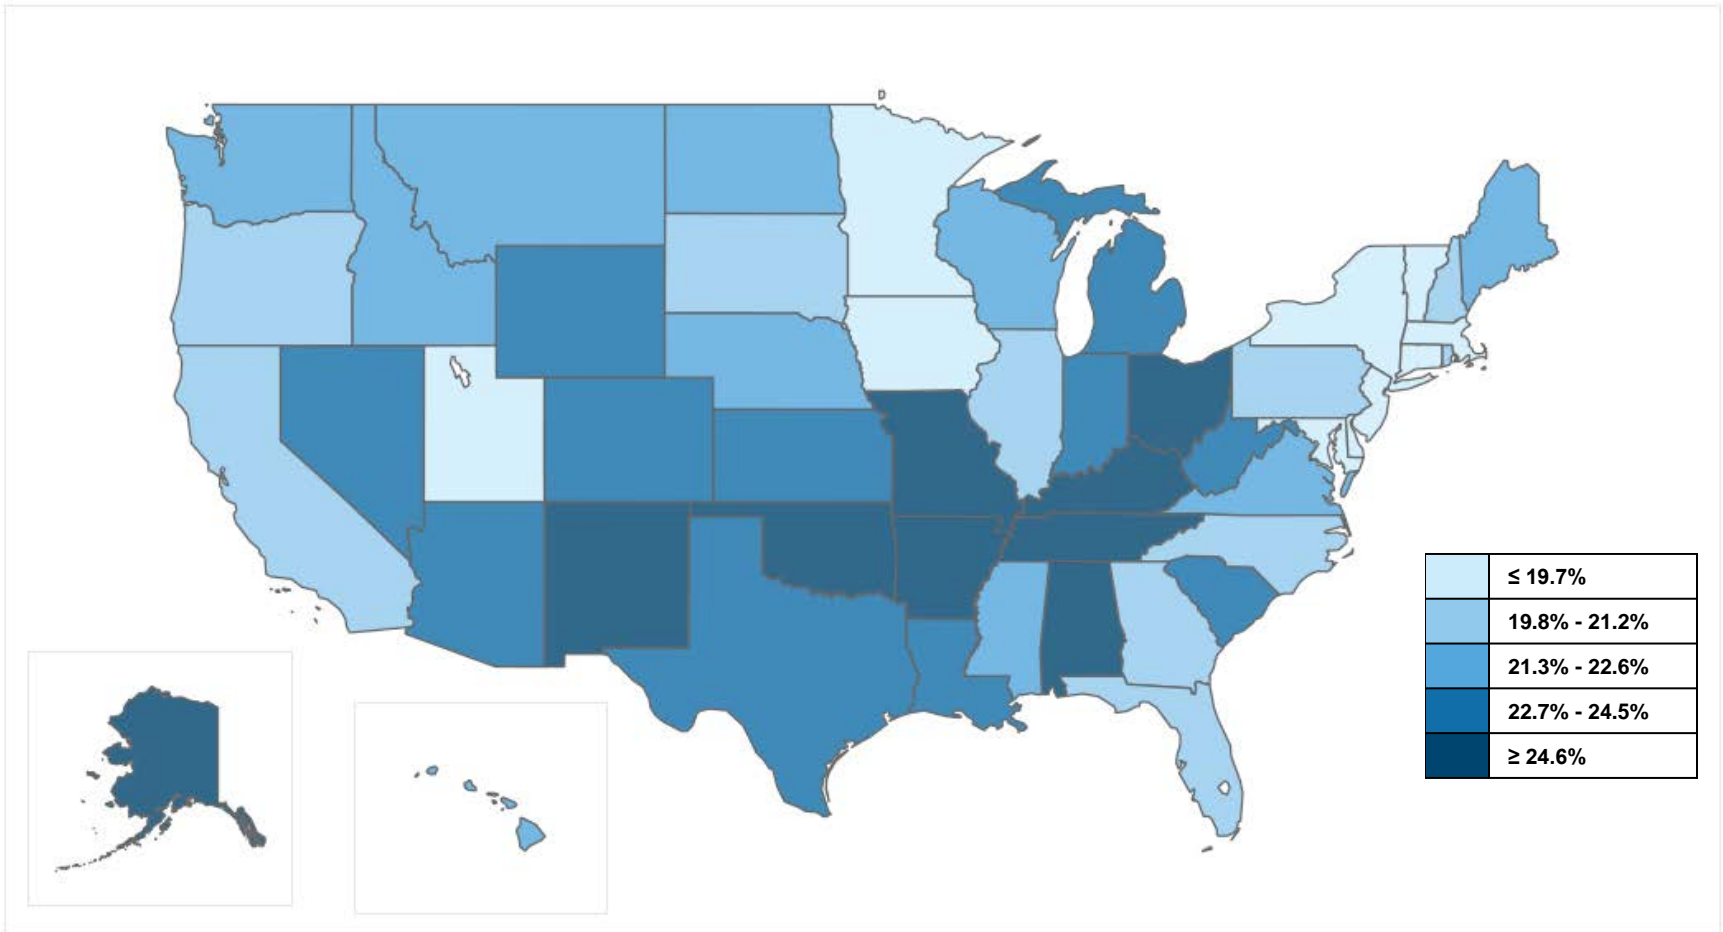 ≤ 19.7%
19.8% - 21.2%
21.3% - 22.6%
22.7% - 24.5%
≥ 24.6%